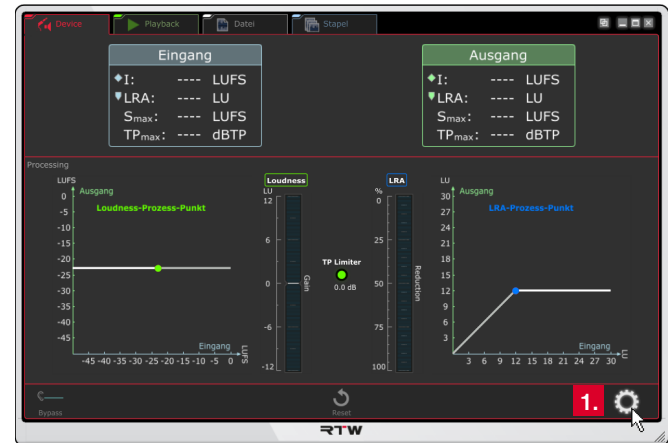 Device
Playback
Datei
Stapel
Eingang
I: ---- LUFS
LRA: ---- LU
Smax: ---- LUFS
TPmax: ---- dBTP
Ausgang
I: ---- LUFS
LRA: ---- LU
Smax: ---- LUFS
TPmax: ---- dBTP
Processing
LUFS
Ausgang
Loudness-Prozess-Punkt
0
-5
-10
-15
-20
-25
-30
-35
-40
-45
Eingang
-45 -40 -35 -30 -25 -20 -15 -10 -5 0
LUFS
Loudness
LU
12
6
0
-6
-12
Gain
TP Limiter
0.0 dB
LRA
%
0
25
50
75
100
Reduction
LU
Ausgang
LRA-Prozess-Punkt
30
27
24
21
18
15
12
9
6
3
Eingang
3 6 9 12 15 18 21 24 27 30
LU
Bypass
Reset
1.
RTW